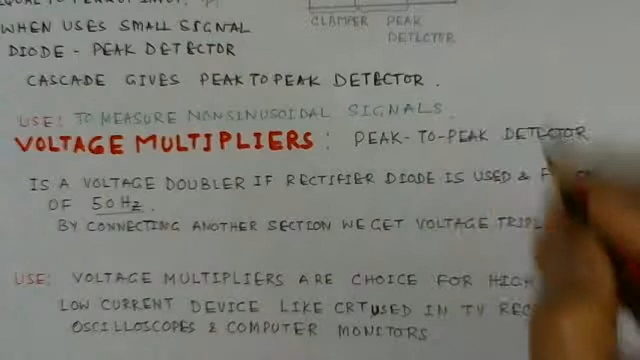 CLAMPER PEAK
DETECTOR
WHEN USES SMALL SIGNAL
DIODE - PEAK DETECTOR
CASCADE GIVES PEAK TO PEAK DETECTOR.
USE: TO MEASURE NONSINUSOIDAL SIGNALS.
VOLTAGE MULTIPLIERS : PEAK-TO-PEAK DETECTOR
IS A VOLTAGE DOUBLER IF RECTIFIER DIODE IS USED &
OF 50 Hz.
BY CONNECTING ANOTHER SECTION WE GET VOLTAGE
USE: VOLTAGE MULTIPLIERS ARE CHOICE FOR HIGH
LOW CURRENT DEVICE LIKE CRT USED IN TV
OSCILLOSCOPES & COMPUTER MONITORS